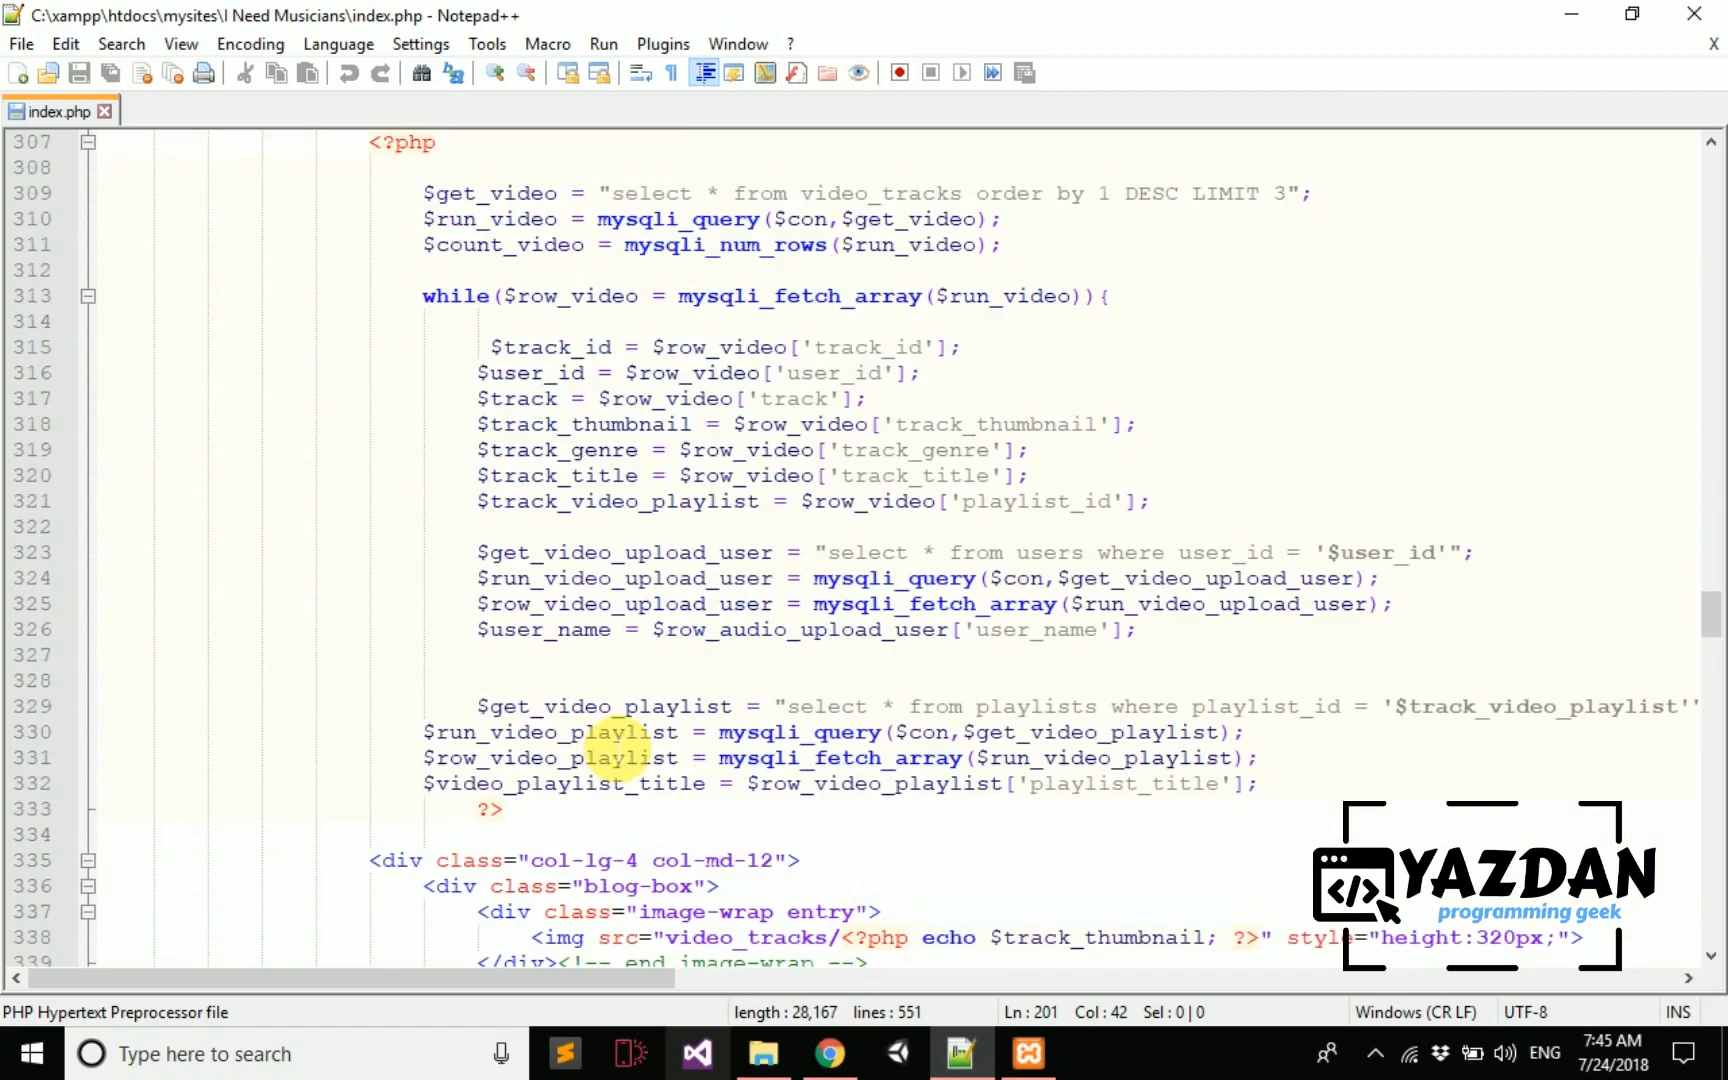 C:\xampp\htdocs\mysites\I Need Musicians\index.php - Notepad++
File Edit Search View Encoding Language Settings Tools Macro Run Plugins Window ? X
index.php
307 <?php
308
309 $get_video = "select * from video_tracks order by 1 DESC LIMIT 3";
310 $run_video = mysqli_query($con,$get_video);
311 $count_video = mysqli_num_rows($run_video);
312
313 while($row_video = mysqli_fetch_array($run_video)){
314
315 $track_id = $row_video['track_id'];
316 $user_id = $row_video['user_id'];
317 $track = $row_video['track'];
318 $track_thumbnail = $row_video['track_thumbnail'];
319 $track_genre = $row_video['track_genre'];
320 $track_title = $row_video['track_title'];
321 $track_video_playlist = $row_video['playlist_id'];
322
323 $get_video_upload_user = "select * from users where user_id = '$user_id'";
324 $run_video_upload_user = mysqli_query($con,$get_video_upload_user);
325 $row_video_upload_user = mysqli_fetch_array($run_video_upload_user);
326 $user_name = $row_audio_upload_user['user_name'];
327
328
329 $get_video_playlist = "select * from playlists where playlist_id = '$track_video_playlist'
330 $run_video_playlist = mysqli_query($con,$get_video_playlist);
331 $row_video_playlist = mysqli_fetch_array($run_video_playlist);
332 $video_playlist_title = $row_video_playlist['playlist_title'];
333 ?>
334
335 <div class="col-lg-4 col-md-12">
336 <div class="blog-box">
337 <div class="image-wrap entry">
338 <img src="video_tracks/<?php echo $track_thumbnail; ?>" style="height:320px;">
339 </div><!-- end image-wrap -->
YAZDAN
programming geek
PHP Hypertext Preprocessor file length : 28,167 lines : 551 Ln : 201 Col : 42 Sel : 0 | 0 Windows (CR LF) UTF-8 INS
Type here to search
ENG
7:45 AM
7/24/2018